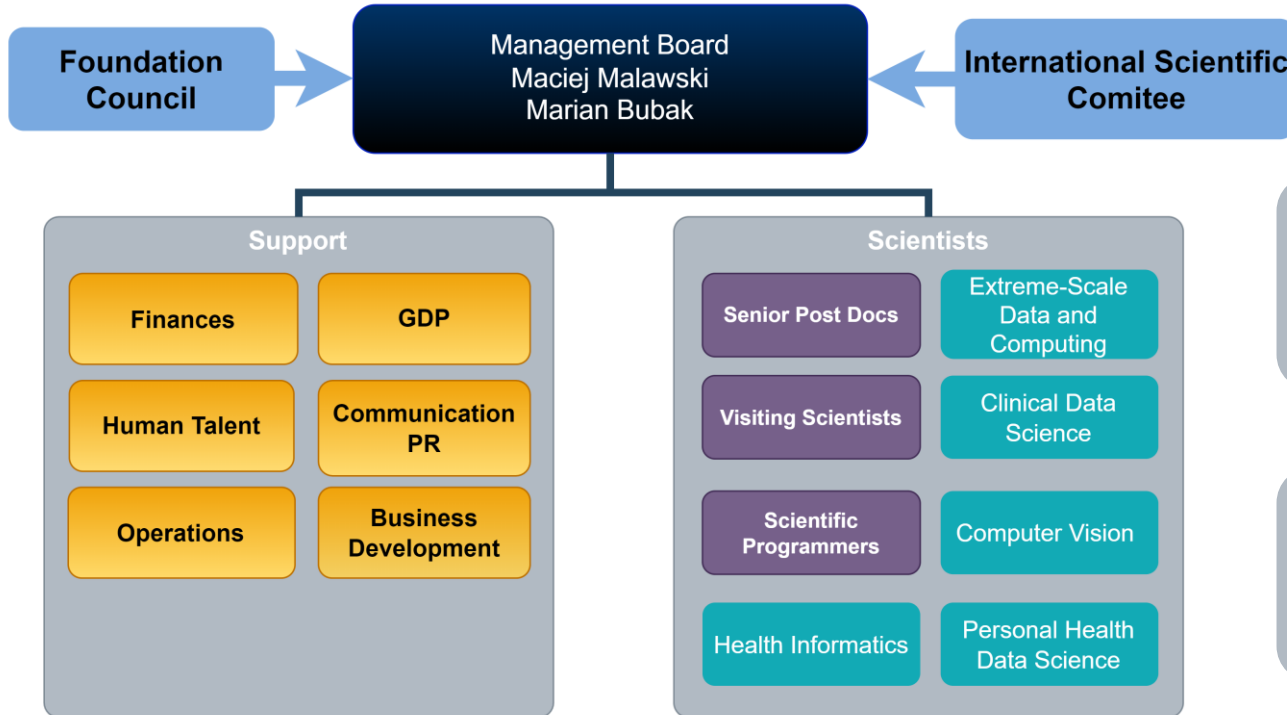 Foundation
Council
Management Board
Maciej Malawski
Marian Bubak
International Scientific
Comitee
Support
Finances
GDP
Human Talent
Communication
PR
Operations
Business
Development
Scientists
Senior Post Docs
Extreme-Scale
Data and
Computing
Visiting Scientists
Clinical Data
Science
Scientific
Programmers
Computer Vision
Health Informatics
Personal Health
Data Science